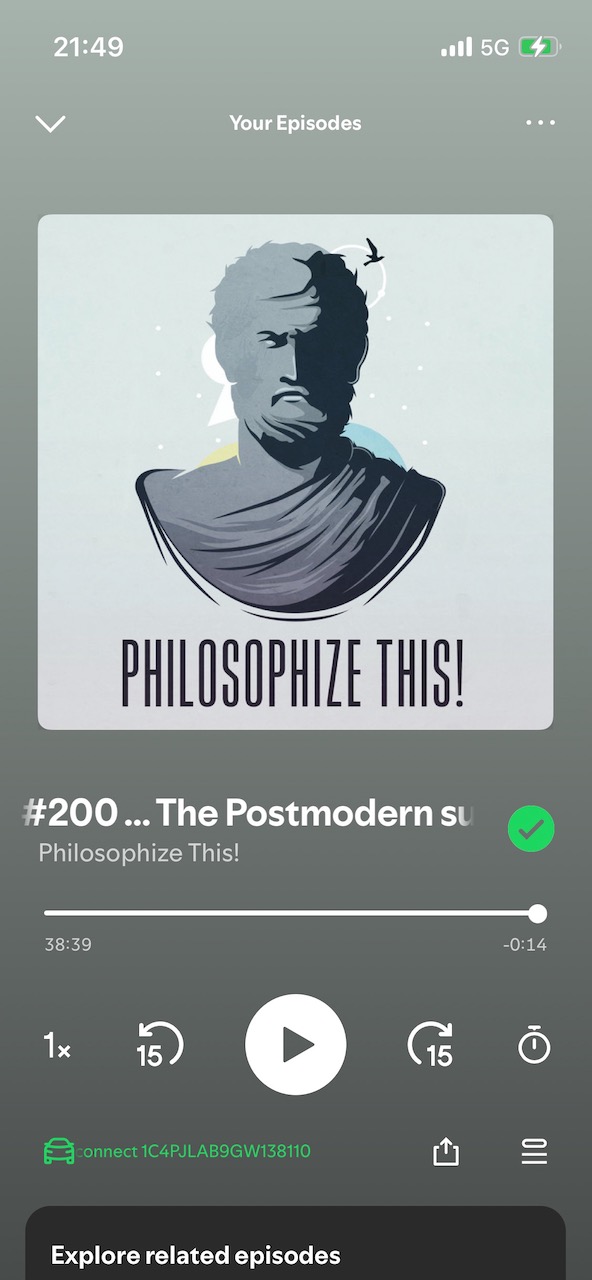 21:49
5G
Your Episodes
PHILOSOPHIZE THIS!
#200 ... The Postmodern su
Philosophize This!
38:39
-0:14
1×
15
15
onnect 1C4PJLAB9GW138110
Explore related episodes